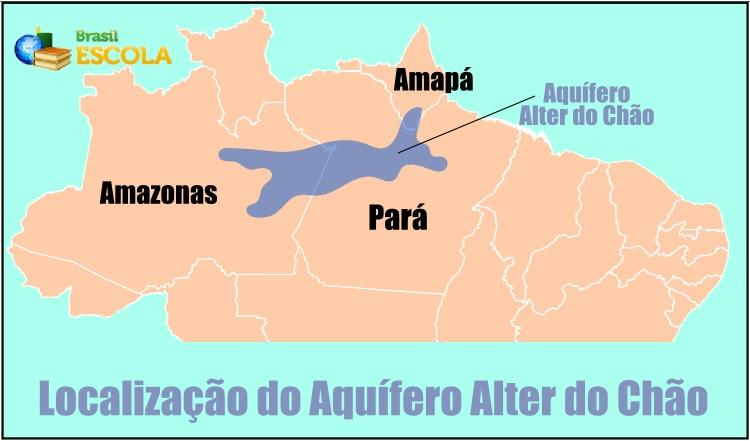 Brasil
ESCOLA
Amapá
Aquífero
Alter do Chão
Amazonas
Pará
Localização do Aquífero Alter do Chão